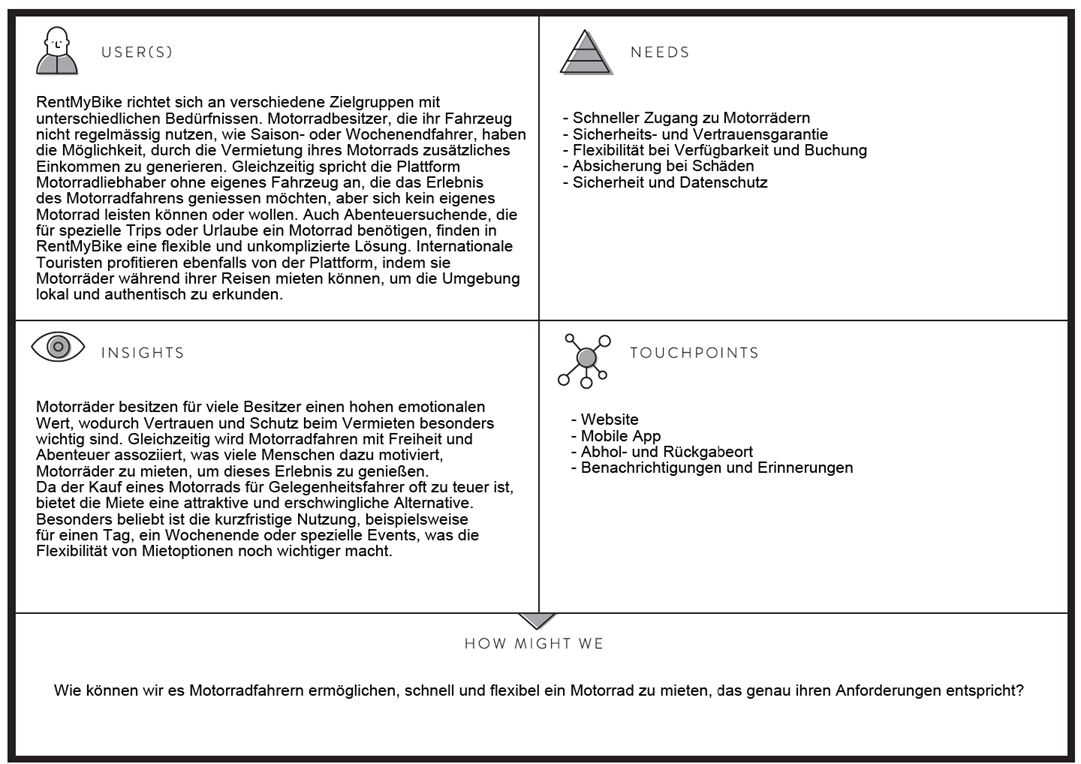 USER(S)
RentMyBike richtet sich an verschiedene Zielgruppen mit
unterschiedlichen Bedürfnissen. Motorradbesitzer, die ihr Fahrzeug
nicht regelmässig nutzen, wie Saison- oder Wochenendfahrer, haben
die Möglichkeit, durch die Vermietung ihres Motorrads zusätzliches
Einkommen zu generieren. Gleichzeitig spricht die Plattform
Motorradliebhaber ohne eigenes Fahrzeug an, die das Erlebnis
des Motorradfahrens geniessen möchten, aber sich kein eigenes
Motorrad leisten können oder wollen. Auch Abenteuersuchende, die
für spezielle Trips oder Urlaube ein Motorrad benötigen, finden in
RentMyBike eine flexible und unkomplizierte Lösung. Internationale
Touristen profitieren ebenfalls von der Plattform, indem sie
Motorräder während ihrer Reisen mieten können, um die Umgebung
lokal und authentisch zu erkunden.
NEEDS
- Schneller Zugang zu Motorrädern
- Sicherheits- und Vertrauensgarantie
- Flexibilität bei Verfügbarkeit und Buchung
- Absicherung bei Schäden
- Sicherheit und Datenschutz
INSIGHTS
Motorräder besitzen für viele Besitzer einen hohen emotionalen
Wert, wodurch Vertrauen und Schutz beim Vermieten besonders
wichtig sind. Gleichzeitig wird Motorradfahren mit Freiheit und
Abenteuer assoziiert, was viele Menschen dazu motiviert,
Motorräder zu mieten, um dieses Erlebnis zu genießen.
Da der Kauf eines Motorrads für Gelegenheitsfahrer oft zu teuer ist,
bietet die Miete eine attraktive und erschwingliche Alternative.
Besonders beliebt ist die kurzfristige Nutzung, beispielsweise
für einen Tag, ein Wochenende oder spezielle Events, was die
Flexibilität von Mietoptionen noch wichtiger macht.
TOUCHPOINTS
- Website
- Mobile App
- Abhol- und Rückgabeort
- Benachrichtigungen und Erinnerungen
HOW MIGHT WE
Wie können wir es Motorradfahrern ermöglichen, schnell und flexibel ein Motorrad zu mieten, das genau ihren Anforderungen entspricht?